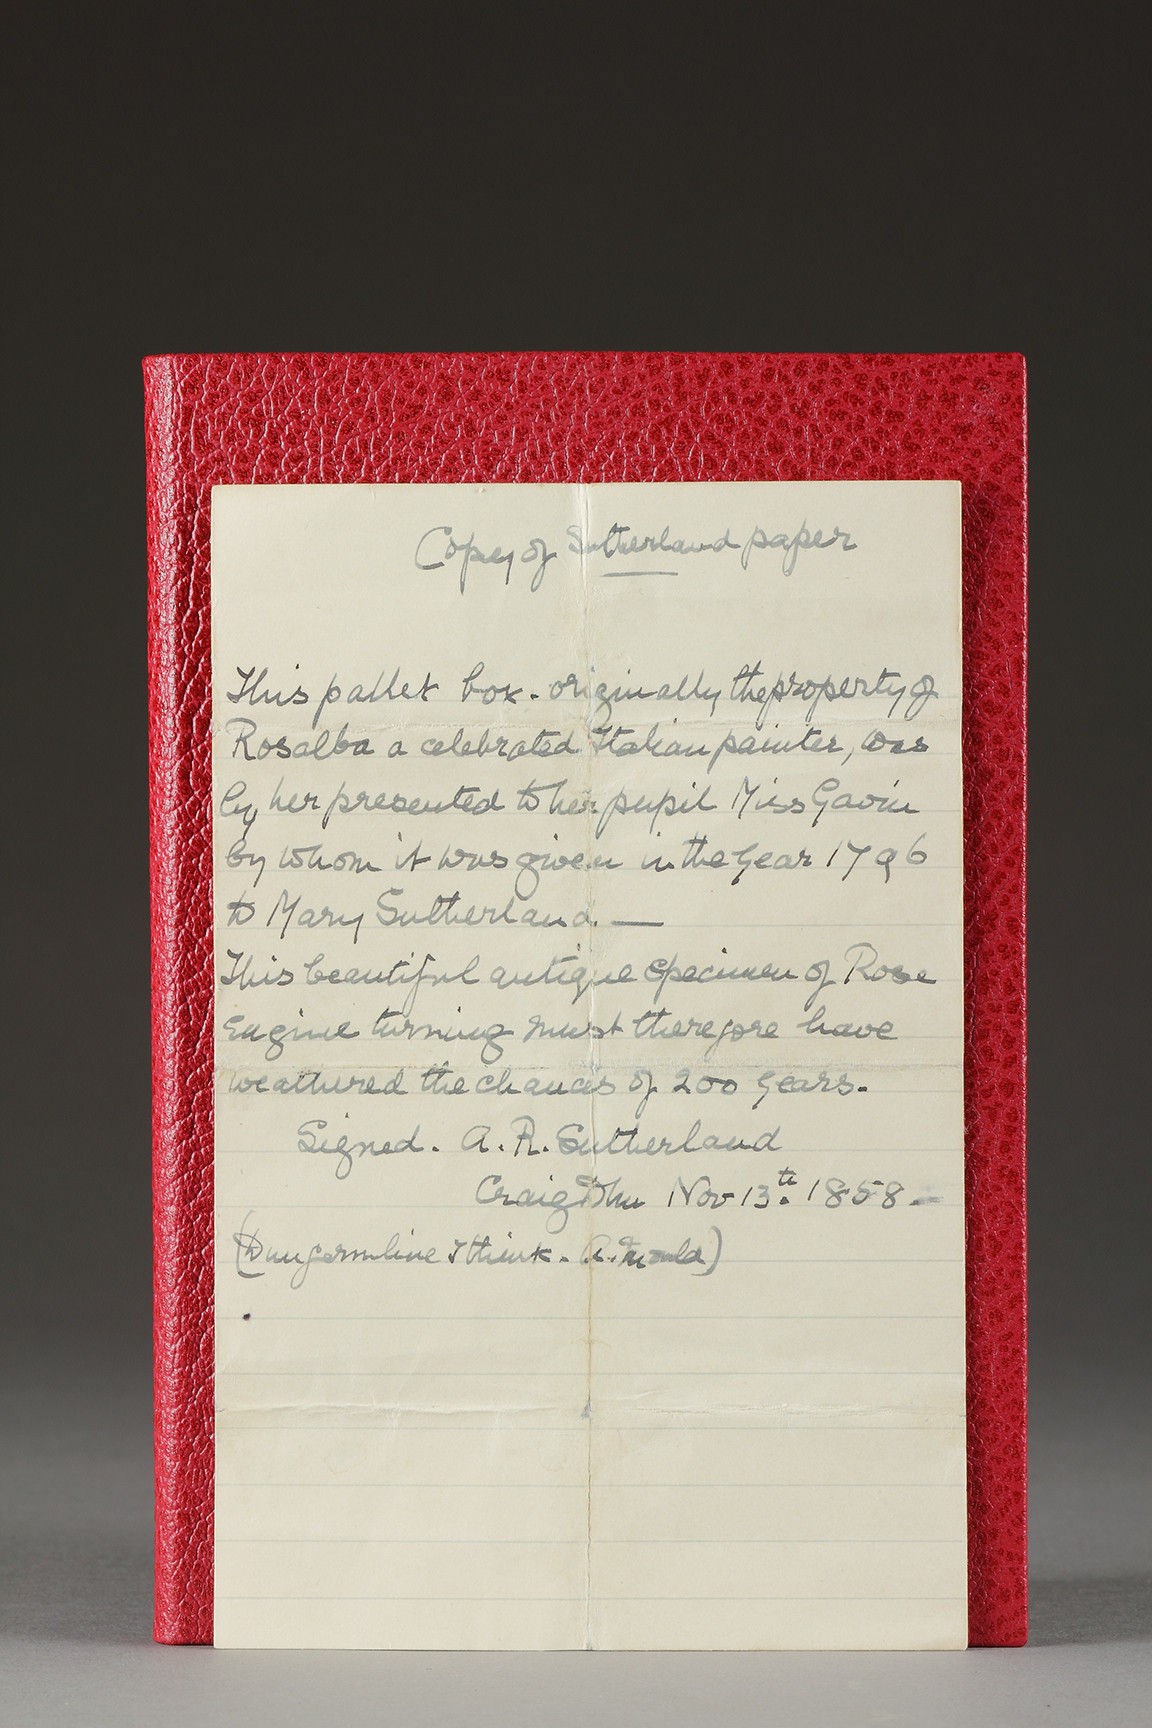 Copy of Sutherland paper
This pallet box - originally the property of
Rosalba a celebrated Italian painter, was
by her presented to her pupil Miss Gavin
by whom it was given in the year 1796
to Mary Sutherland. —
This beautiful antique specimen of Rose
Engine turning must therefore have
weathered the chances of 200 years.
Signed. A. R. Sutherland
Nov 13th. 1858 -
(Dunfermline I think.